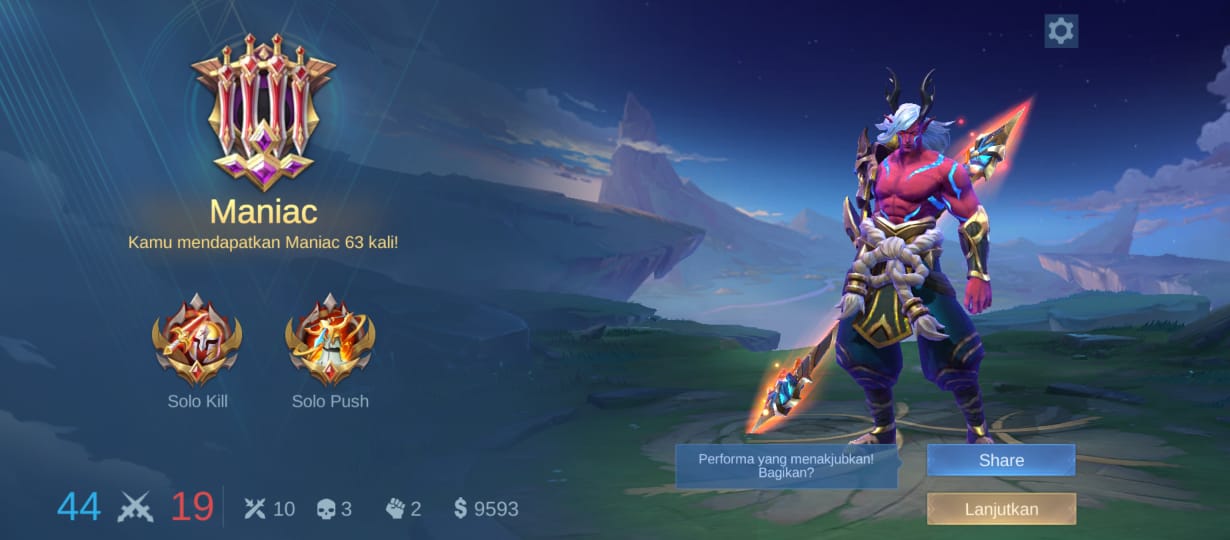 Maniac
Kamu mendapatkan Maniac 63 kali!
Solo Kill
Solo Push
44 19 10 3 2 $ 9593
Performa yang menakjubkan!
Bagikan?
Share
Lanjutkan